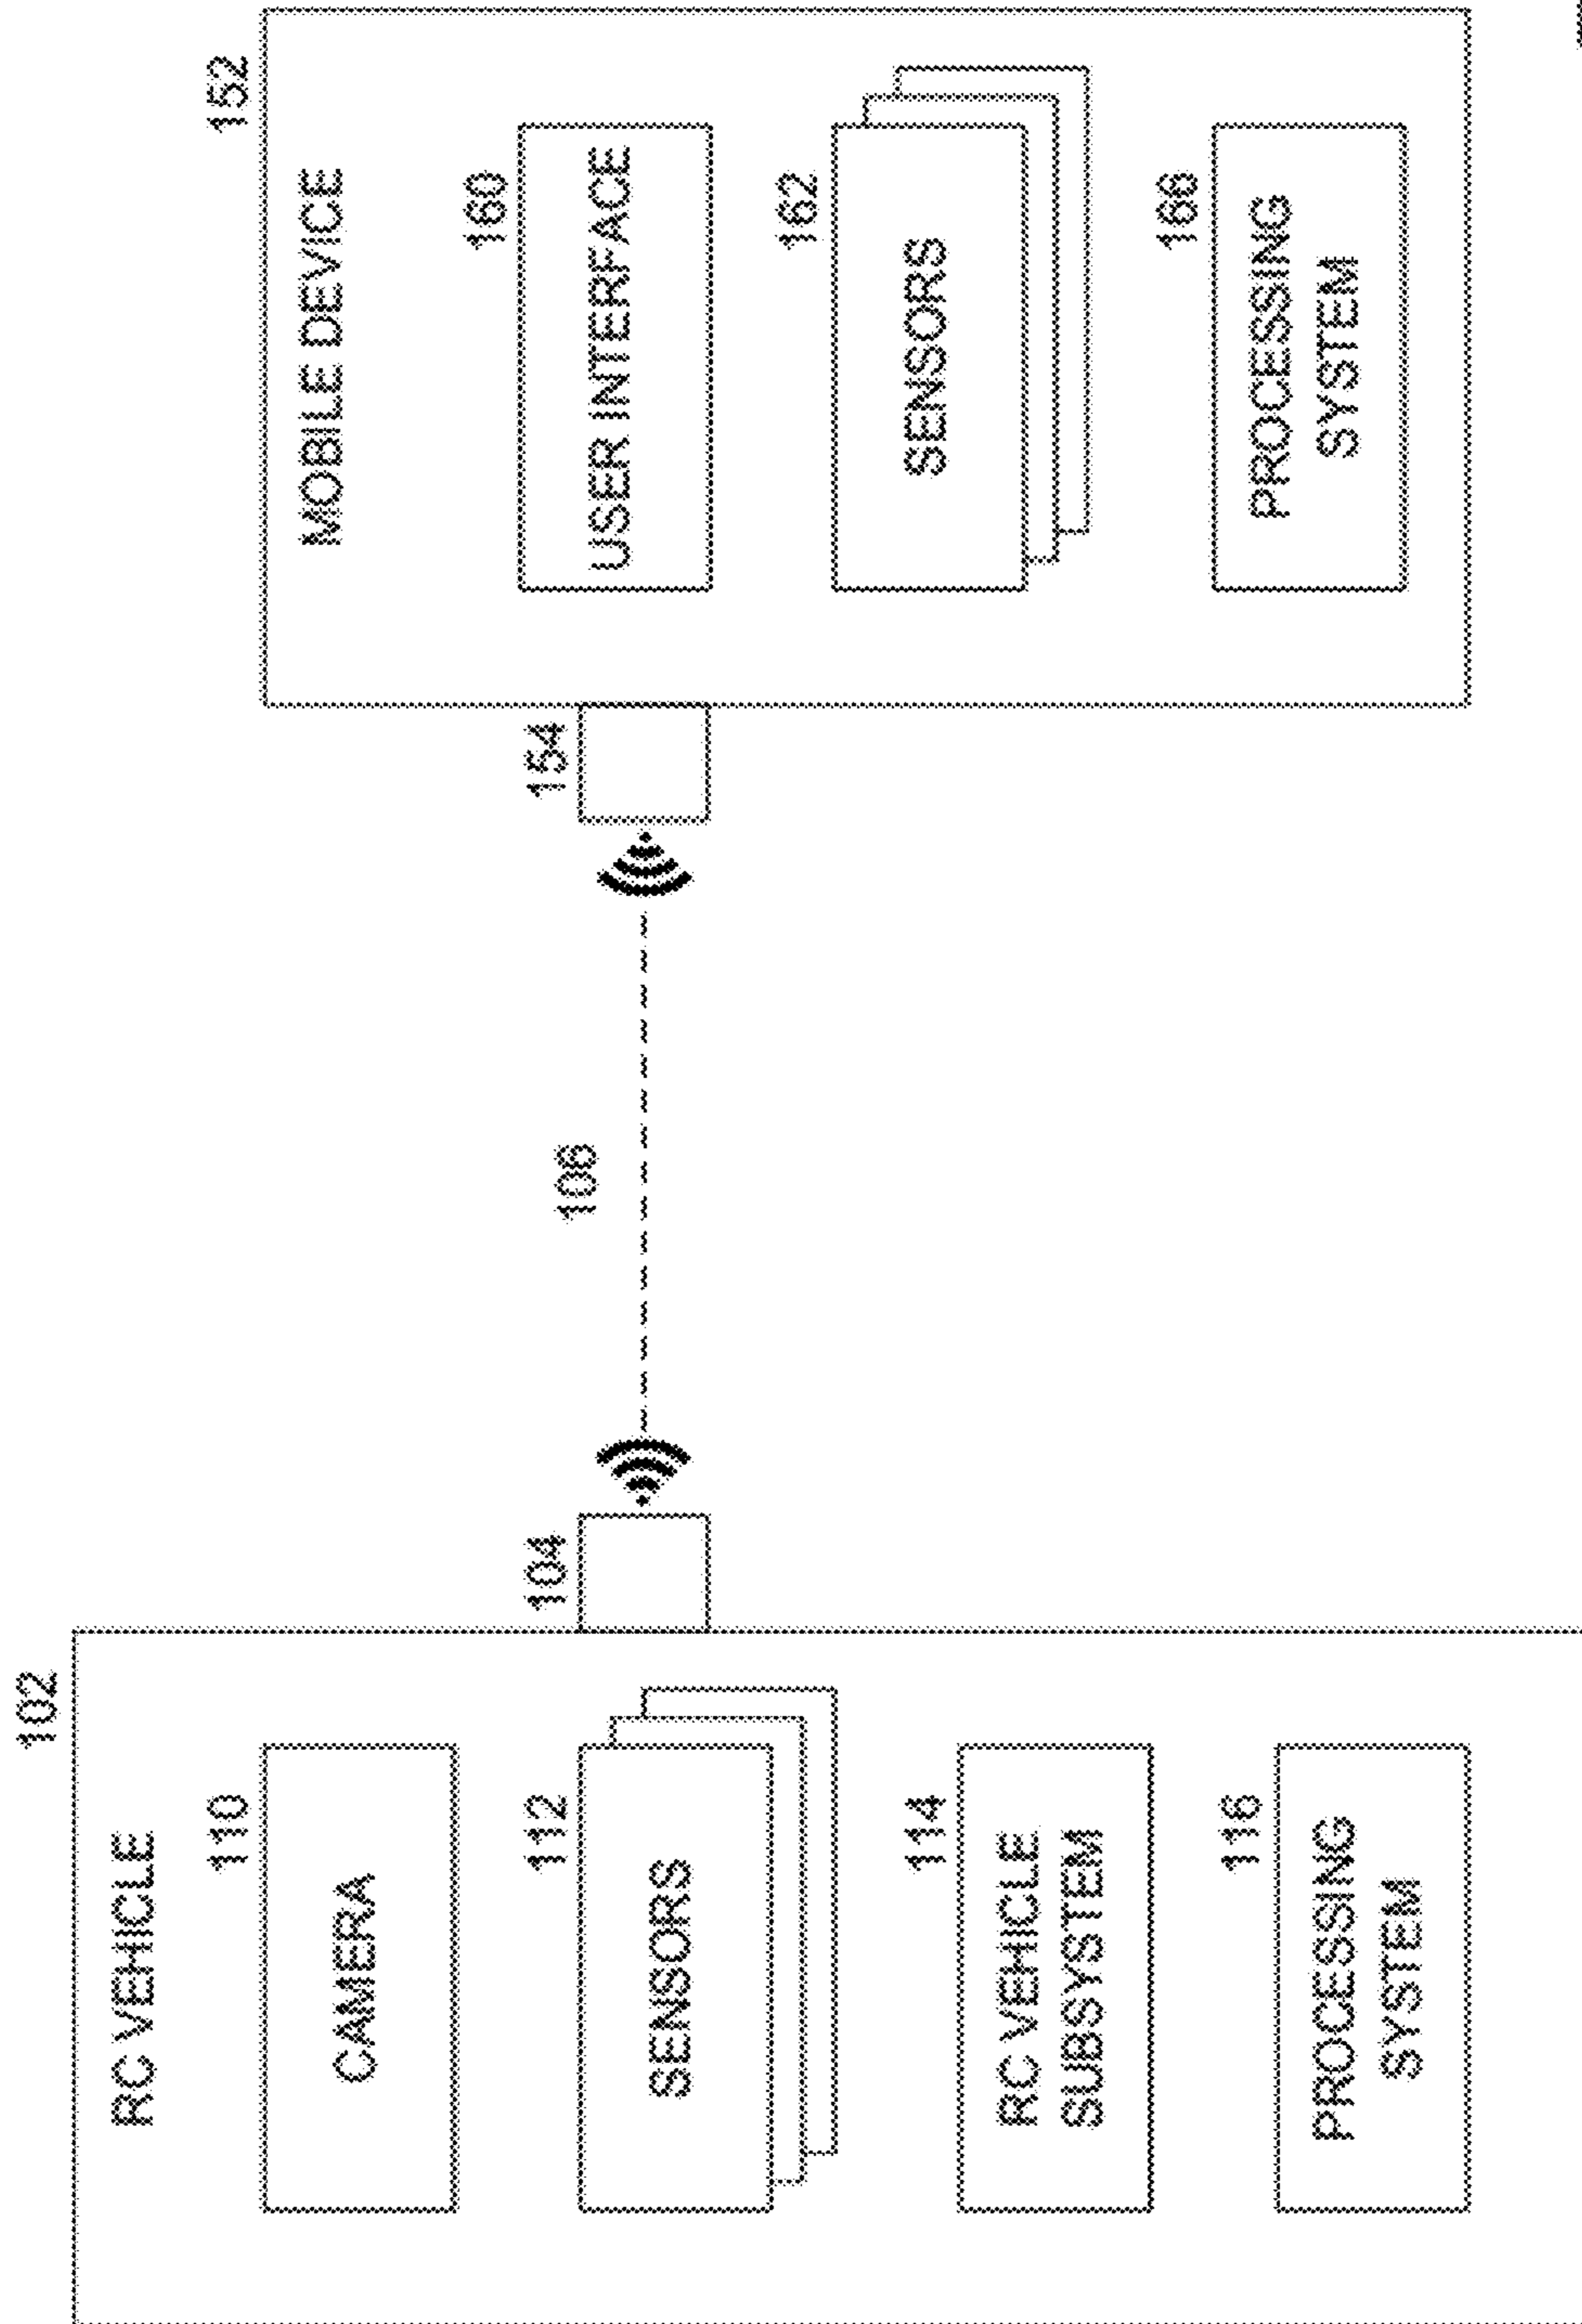 102
RC VEHICLE
110
CAMERA
112
SENSORS
114
RC VEHICLE
SUBSYSTEM
116
PROCESSING
SYSTEM
104
106
154
152
MOBILE DEVICE
160
USER INTERFACE
162
SENSORS
166
PROCESSING
SYSTEM